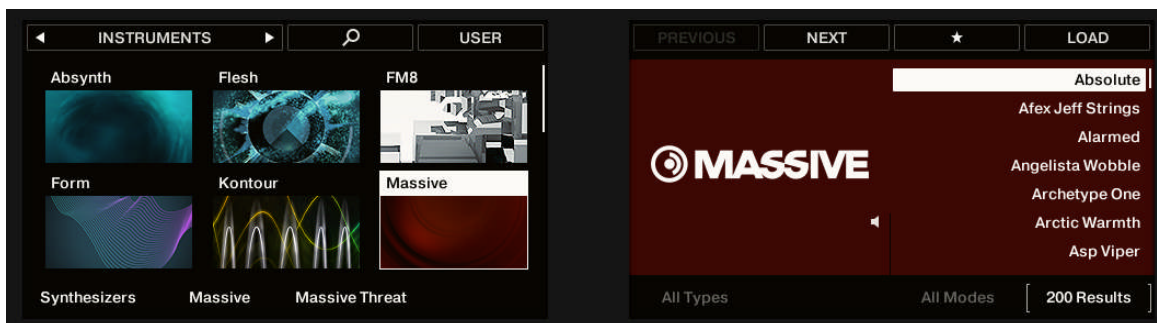 INSTRUMENTS USER
Absynth Flesh FM8
Form Kontour Massive
Synthesizers Massive Massive Threat
PREVIOUS NEXT ★ LOAD
MASSIVE
Absolute
Afex Jeff Strings
Alarmed
Angelista Wobble
Archetype One
Arctic Warmth
Asp Viper
All Types All Modes 200 Results